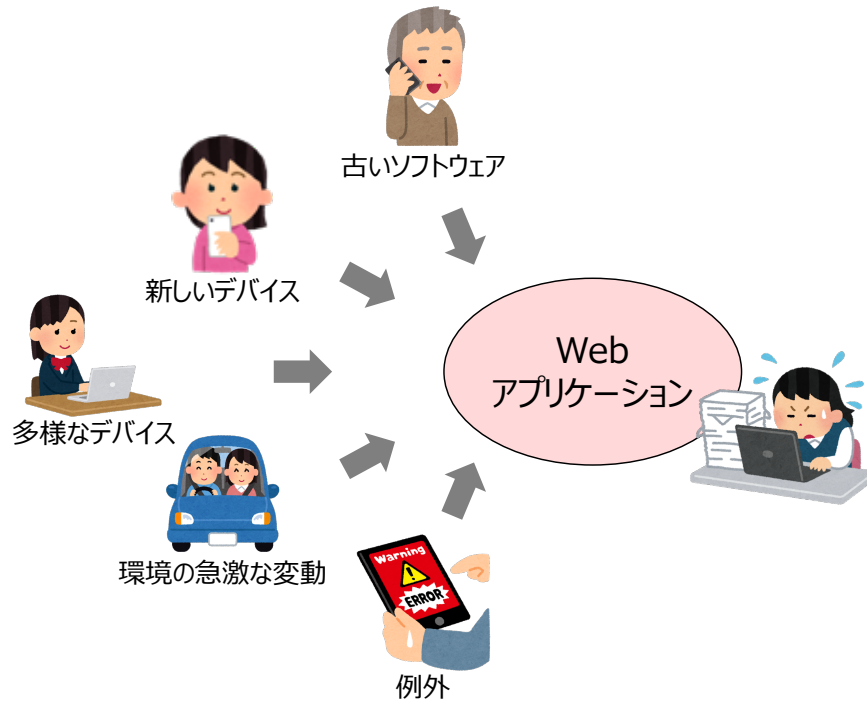 古いソフトウェア
新しいデバイス
多様なデバイス
環境の急激な変動
Warning
ERROR
例外
Web
アプリケーション